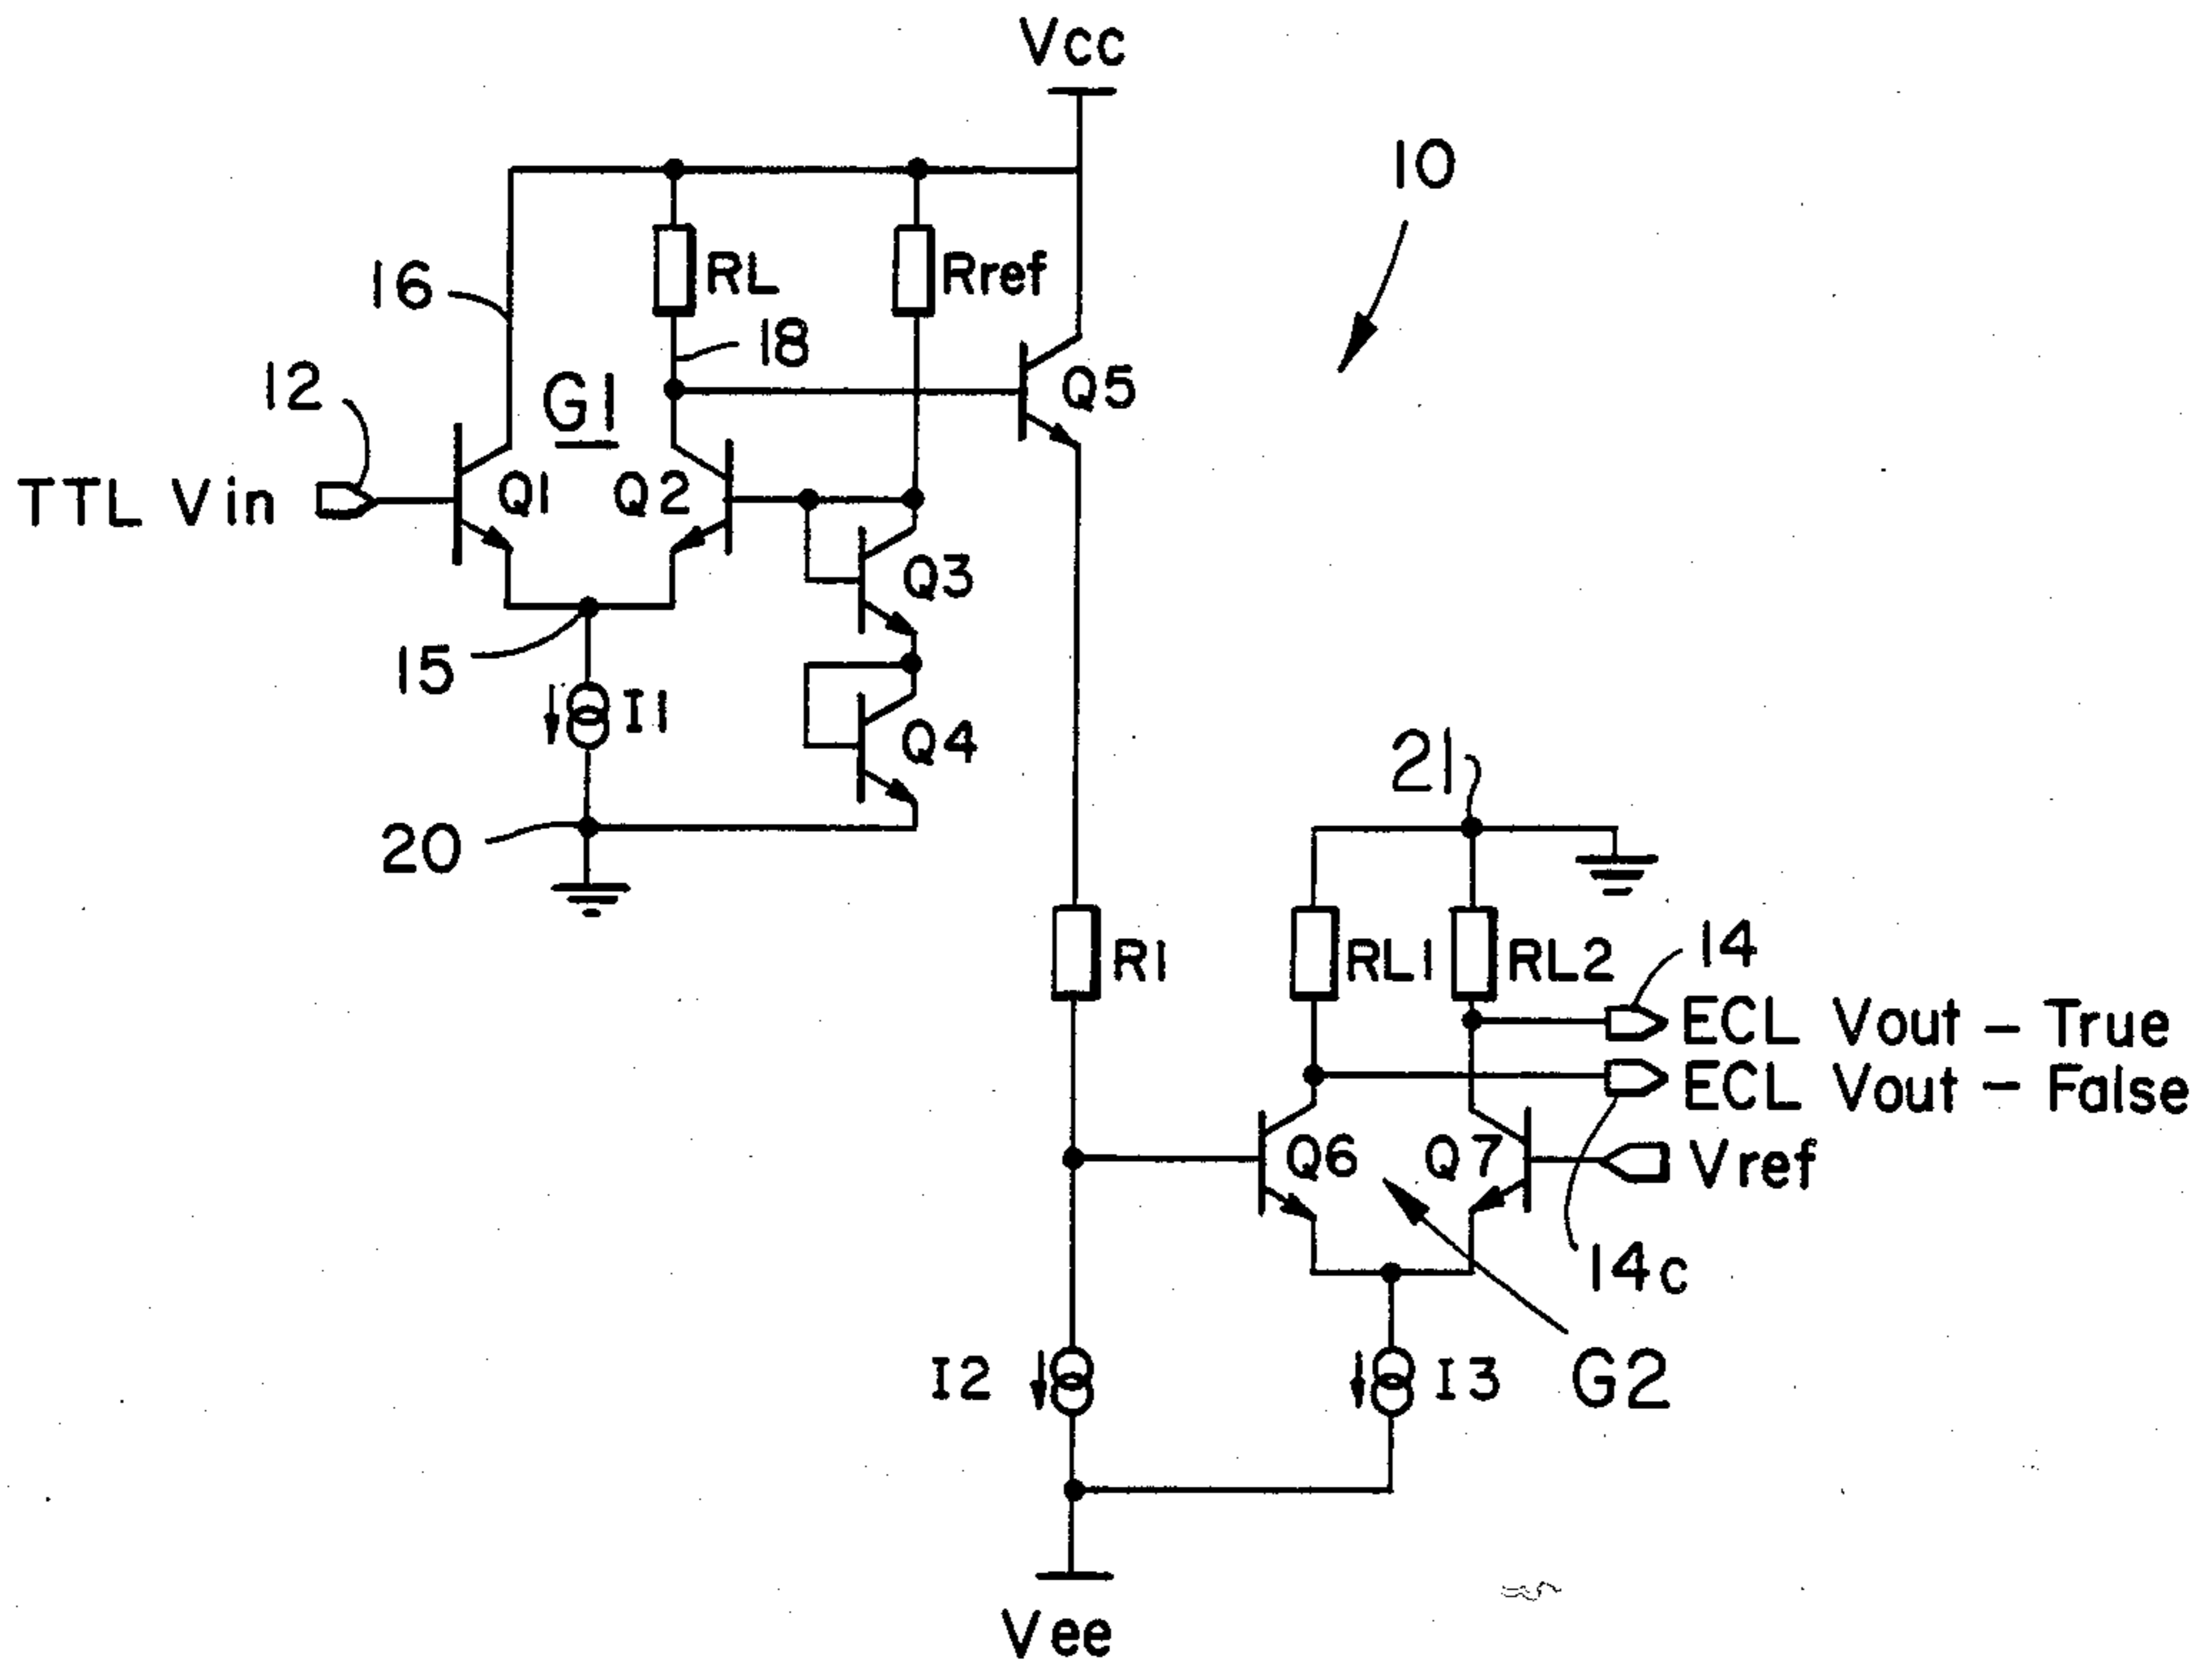 Vcc
10
RL
Rref
16
18
12
G1
Q5
TTL Vin
Q1
Q2
Q3
15
I1
Q4
21
20
R1
RL1
RL2
14
ECL Vout - True
ECL Vout - False
Q6
Q7
Vref
14c
I2
I3
G2
Vee